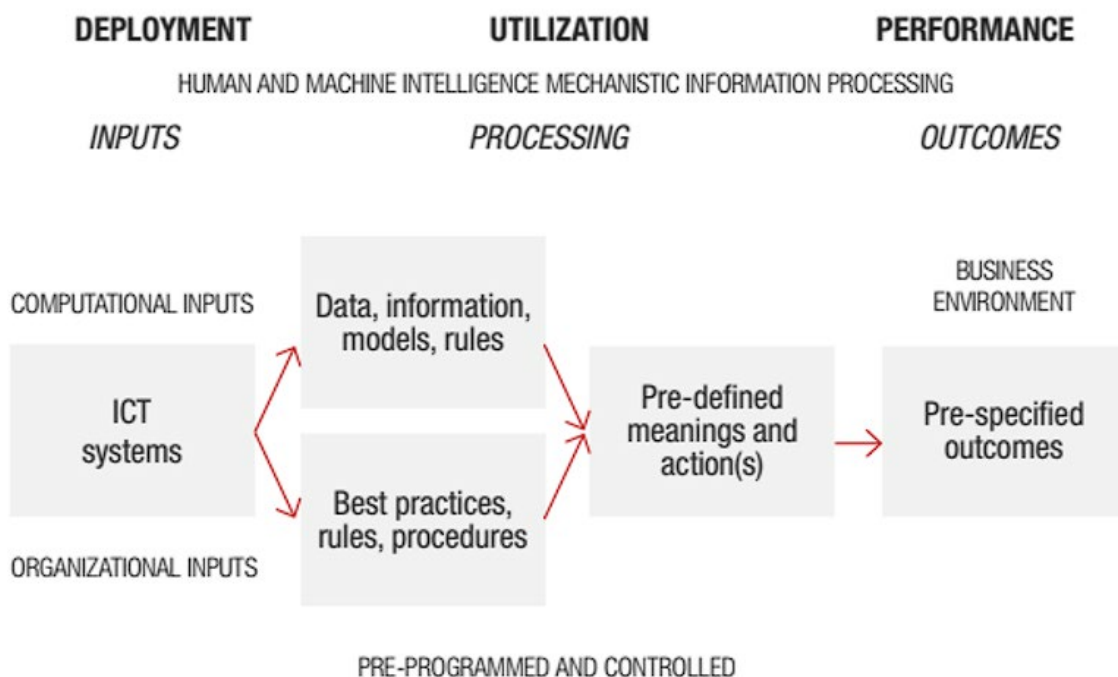 DEPLOYMENT UTILIZATION PERFORMANCE
HUMAN AND MACHINE INTELLIGENCE MECHANISTIC INFORMATION PROCESSING
INPUTS PROCESSING OUTCOMES
COMPUTATIONAL INPUTS
ICT
systems
ORGANIZATIONAL INPUTS
Data, information,
models, rules
Best practices,
rules, procedures
Pre-defined
meanings and
action(s)
BUSINESS
ENVIRONMENT
Pre-specified
outcomes
PRE-PROGRAMMED AND CONTROLLED